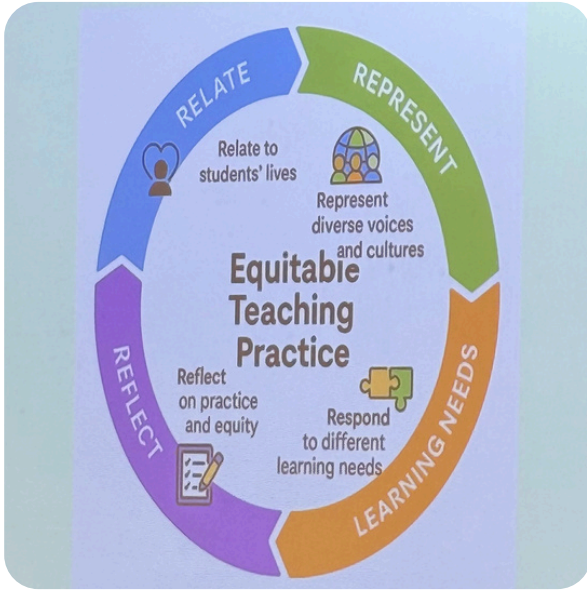 RELATE
Relate to
students' lives
REPRESENT
Represent
diverse voices
and cultures
Equitable
Teaching
Practice
LEARNING NEEDS
Respond
to different
learning needs
REFLECT
Reflect
on practice
and equity